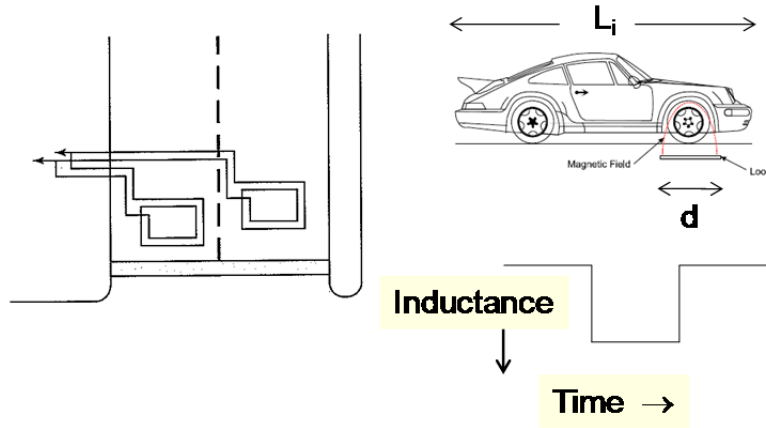 Lᵢ
Magnetic Field
Loo
d
Inductance
Time →